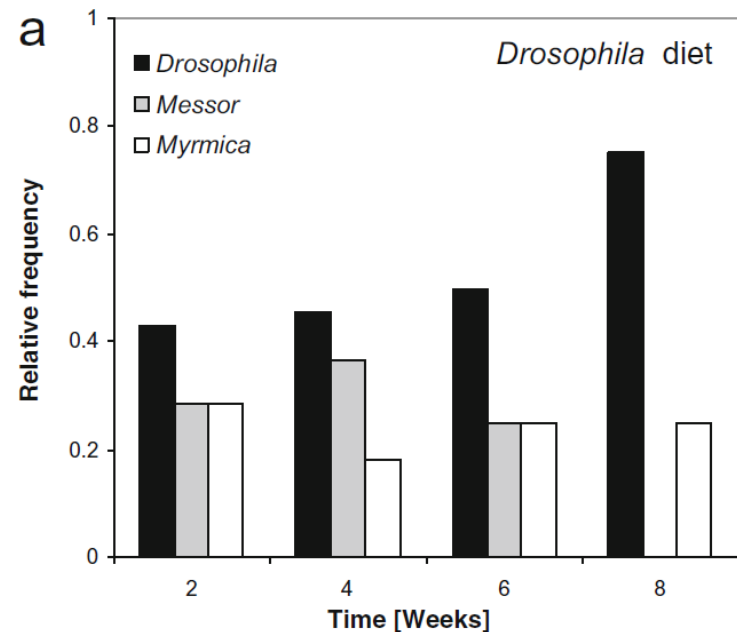 a
1
Drosophila diet
Drosophila
Messor
Myrmica
0.8
0.6
0.4
0.2
0
Relative frequency
2 4 6 8
Time [Weeks]